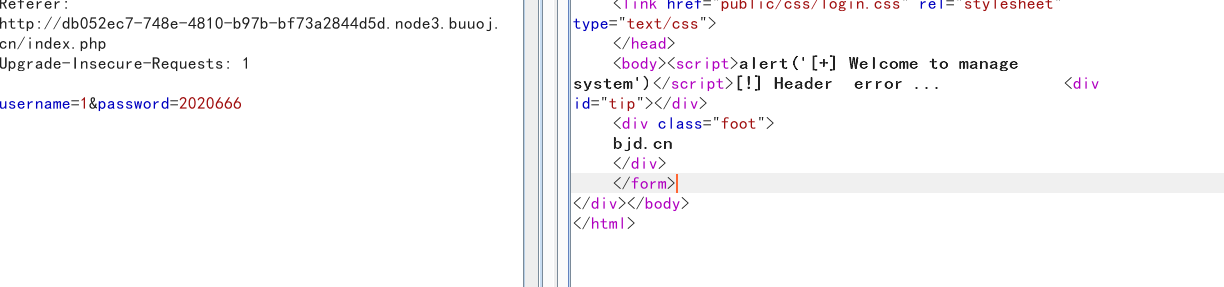 Referer:
http://db052ec7-748e-4810-b97b-bf73a2844d5d.node3.buuoj.
cn/index.php
Upgrade-Insecure-Requests: 1
username=1&password=2020666
<link href="public/css/login.css" rel="stylesheet"
type="text/css">
</head>
<body><script>alert('[+] Welcome to manage
system')</script>[!] Header  error ...                <div
id="tip"></div>
<div class="foot">
bjd.cn
</div>
</form>
</div></body>
</html>